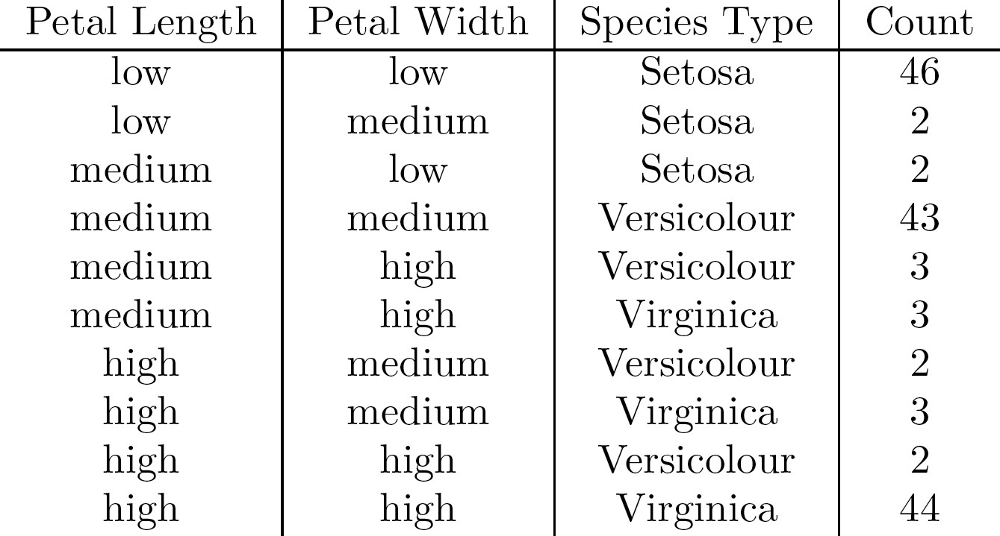 Petal Length Petal Width Species Type Count
low low Setosa 46
low medium Setosa 2
medium low Setosa 2
medium medium Versicolour 43
medium high Versicolour 3
medium high Virginica 3
high medium Versicolour 2
high medium Virginica 3
high high Versicolour 2
high high Virginica 44